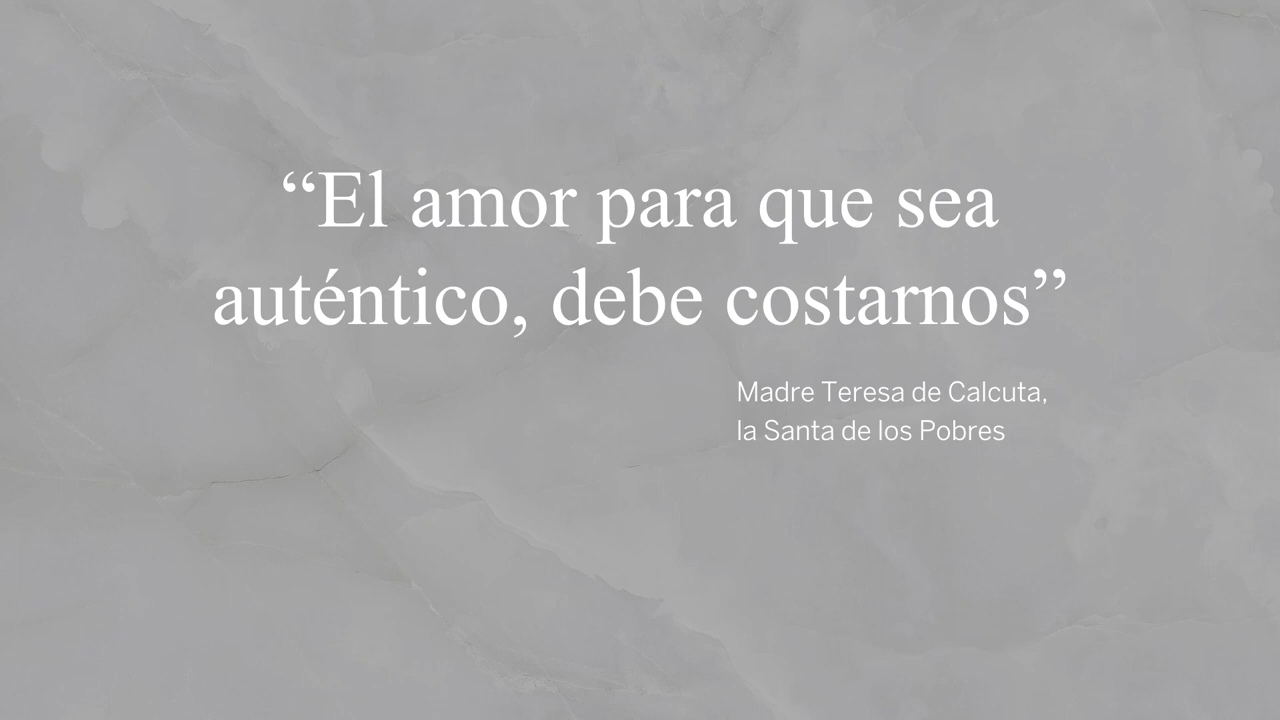 “El amor para que sea
auténtico, debe costarnos”
Madre Teresa de Calcuta,
la Santa de los Pobres